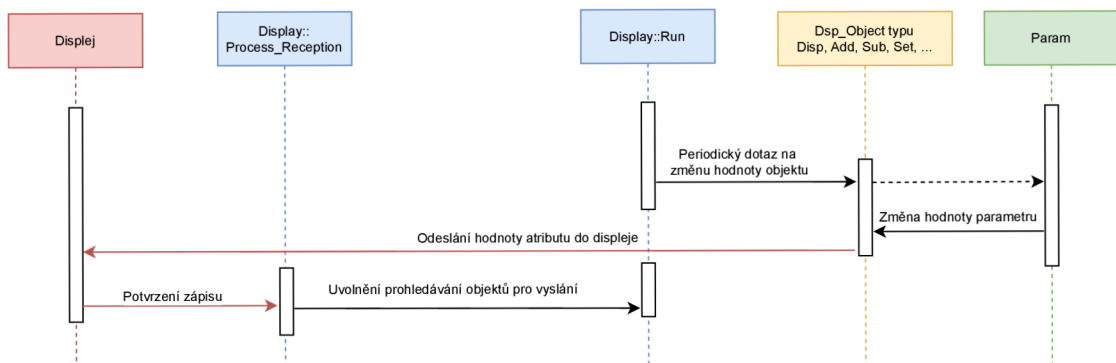 Displej
Display::
Process_Reception
Display::Run
Dsp_Object typu
Disp, Add, Sub, Set, ...
Param
Periodický dotaz na
změnu hodnoty objektu
Změna hodnoty parametru
Odeslání hodnoty atributu do displeje
Potvrzení zápisu
Uvolnění prohledávání objektů pro vyslání